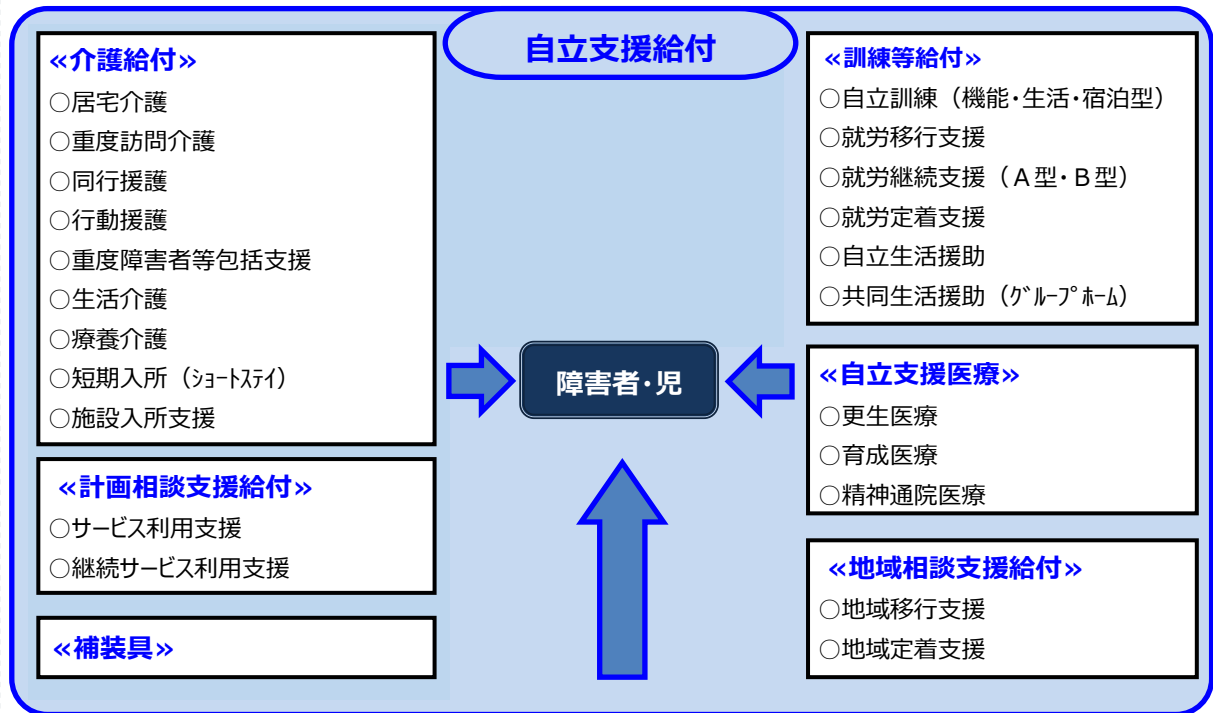 自立支援給付
«介護給付»
○居宅介護
○重度訪問介護
○同行援護
○行動援護
○重度障害者等包括支援
○生活介護
○療養介護
○短期入所（ｼｮｰﾄｽﾃｲ）
○施設入所支援
«計画相談支援給付»
○サービス利用支援
○継続サービス利用支援
«補装具»
障害者・児
«訓練等給付»
○自立訓練（機能・生活・宿泊型）
○就労移行支援
○就労継続支援（Ａ型・Ｂ型）
○就労定着支援
○自立生活援助
○共同生活援助（ｸﾞﾙｰﾌﾟﾎｰﾑ）
«自立支援医療»
○更生医療
○育成医療
○精神通院医療
«地域相談支援給付»
○地域移行支援
○地域定着支援